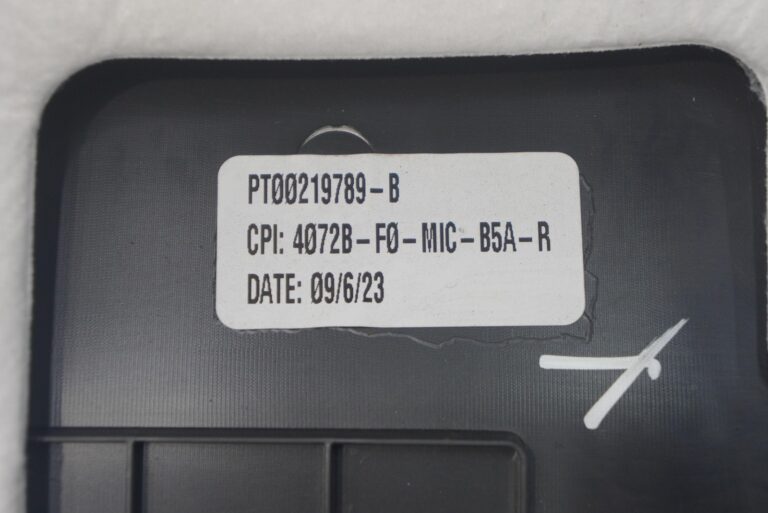 PT00219789-B
CPI: 4072B-F0-MIC-B5A-R
DATE: 09/6/23